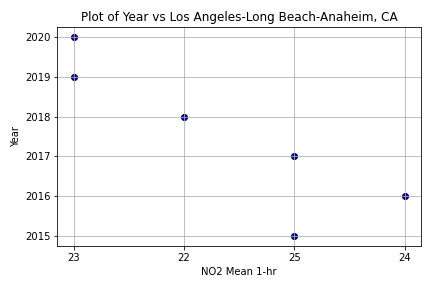 Plot of Year vs Los Angeles-Long Beach-Anaheim, CA
2020
2019
2018
2017
2016
2015
Year
23 22 25 24
NO2 Mean 1-hr